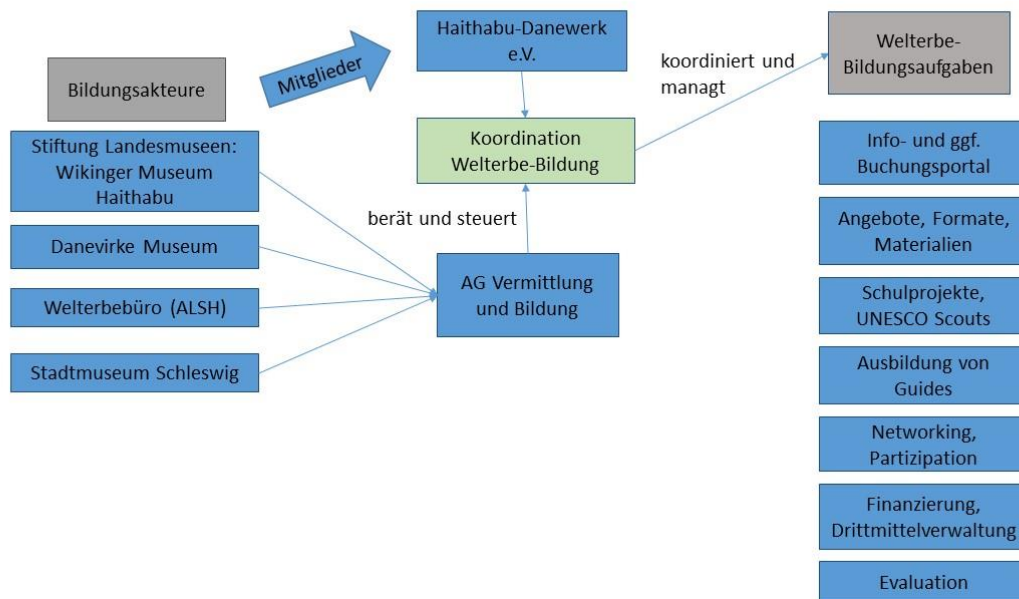 Bildungsakteure
Mitglieder
Haithabu-Danewerk
e.V.
koordiniert und
managt
Welterbe-
Bildungsaufgaben
Stiftung Landesmuseen:
Wikinger Museum
Haithabu
Danevirke Museum
Welterbebüro (ALSH)
Stadtmuseum Schleswig
Koordination
Welterbe-Bildung
berät und steuert
AG Vermittlung
und Bildung
Info- und ggf.
Buchungsportal
Angebote, Formate,
Materialien
Schulprojekte,
UNESCO Scouts
Ausbildung von
Guides
Networking,
Partizipation
Finanzierung,
Drittmittelverwaltung
Evaluation